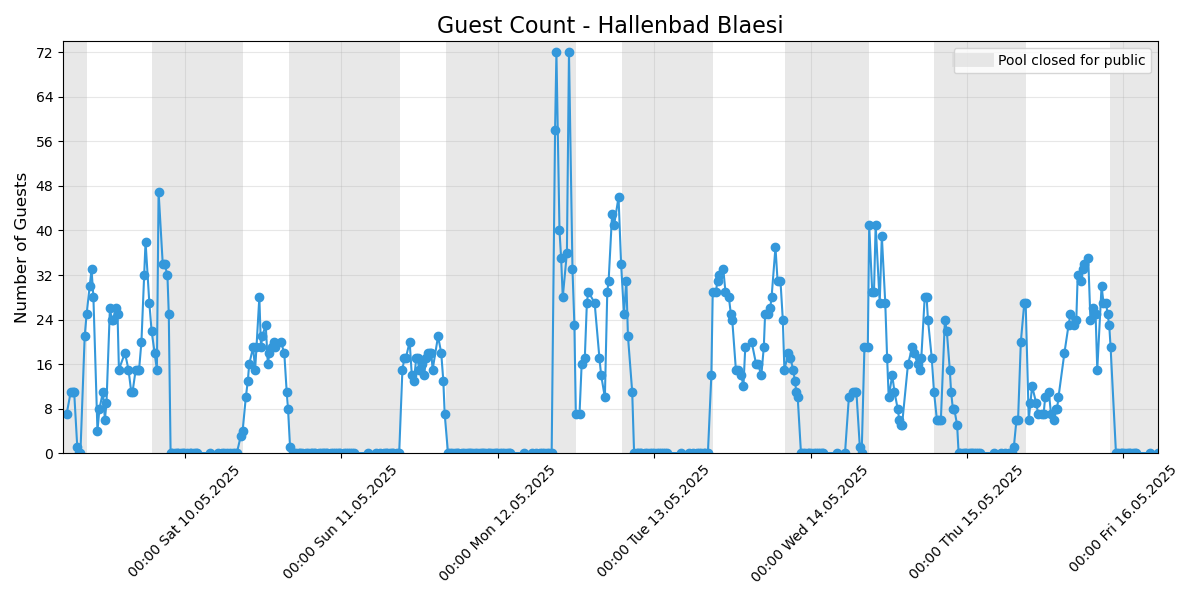 Guest Count - Hallenbad Blaesi
Pool closed for public
Number of Guests
72
64
56
48
40
32
24
16
8
0
00:00 Sat 10.05.2025
00:00 Sun 11.05.2025
00:00 Mon 12.05.2025
00:00 Tue 13.05.2025
00:00 Wed 14.05.2025
00:00 Thu 15.05.2025
00:00 Fri 16.05.2025